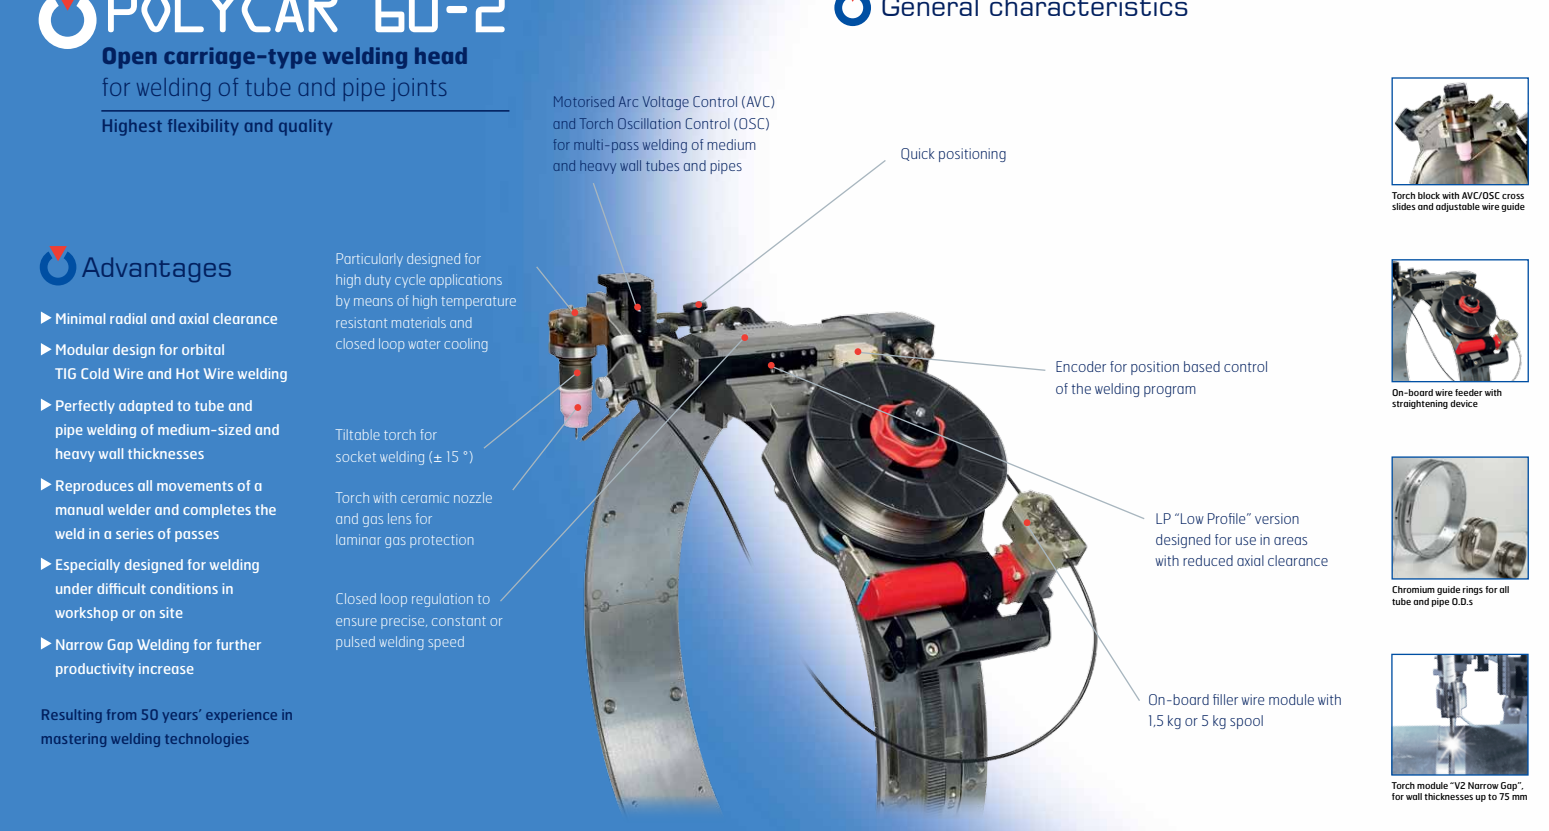 POLYCAR 60-2
Open carriage-type welding head
for welding of tube and pipe joints
Highest flexibility and quality
General characteristics
Motorised Arc Voltage Control (AVC)
and Torch Oscillation Control (OSC)
for multi-pass welding of medium
and heavy wall tubes and pipes
Quick positioning
Advantages
Minimal radial and axial clearance
Modular design for orbital
TIG Cold Wire and Hot Wire welding
Perfectly adapted to tube and
pipe welding of medium-sized and
heavy wall thicknesses
Reproduces all movements of a
manual welder and completes the
weld in a series of passes
Especially designed for welding
under difficult conditions in
workshop or on site
Narrow Gap Welding for further
productivity increase
Resulting from 50 years' experience in
mastering welding technologies
Particularly designed for
high duty cycle applications
by means of high temperature
resistant materials and
closed loop water cooling
Tiltable torch for
socket welding (± 15 °)
Torch with ceramic nozzle
and gas lens for
laminar gas protection
Closed loop regulation to
ensure precise, constant or
pulsed welding speed
Encoder for position based control
of the welding program
LP "Low Profile" version
designed for use in areas
with reduced axial clearance
On-board filler wire module with
1,5 kg or 5 kg spool
Torch block with AVC/OSC cross
slides and adjustable wire guide
On-board wire feeder with
straightening device
Chromium guide rings for all
tube and pipe O.D.s
Torch module "V2 Narrow Gap",
for wall thicknesses up to 75 mm